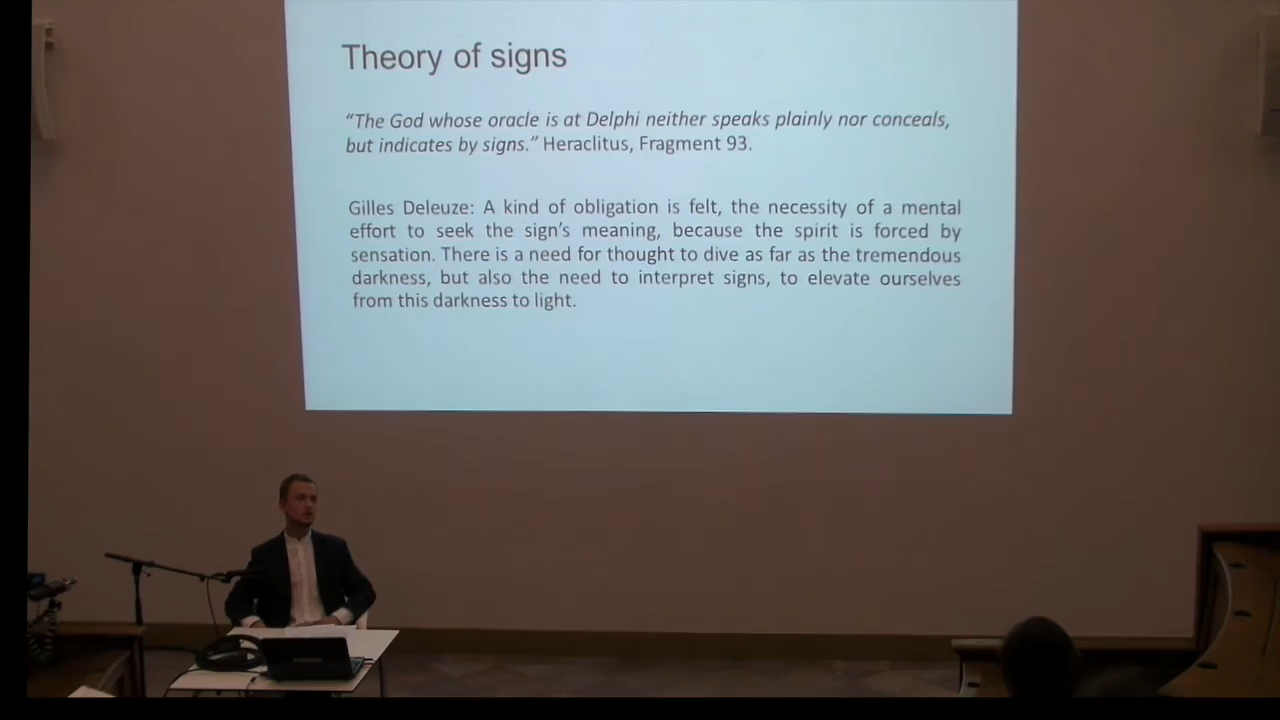 Theory of signs
“The God whose oracle is at Delphi neither speaks plainly nor conceals,
but indicates by signs.” Heraclitus, Fragment 93.
Gilles Deleuze: A kind of obligation is felt, the necessity of a mental
effort to seek the sign’s meaning, because the spirit is forced by
sensation. There is a need for thought to dive as far as the tremendous
darkness, but also the need to interpret signs, to elevate ourselves
from this darkness to light.